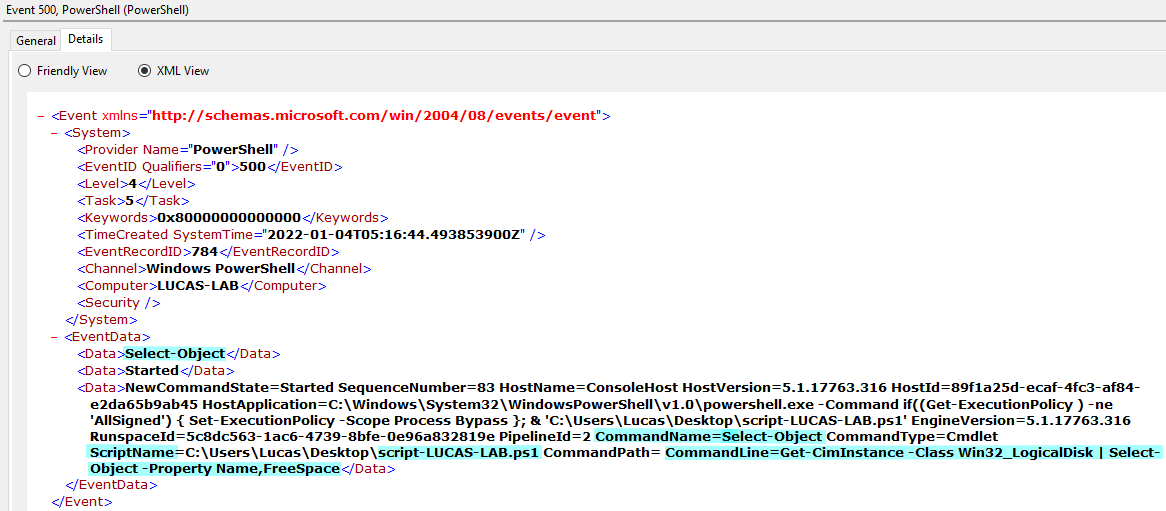 Event 500, PowerShell (PowerShell)
General Details
Friendly View XML View
– <Event xmlns="http://schemas.microsoft.com/win/2004/08/events/event">
– <System>
<Provider Name="PowerShell" />
<EventID Qualifiers="0">500</EventID>
<Level>4</Level>
<Task>5</Task>
<Keywords>0x80000000000000</Keywords>
<TimeCreated SystemTime="2022-01-04T05:16:44.493853900Z" />
<EventRecordID>784</EventRecordID>
<Channel>Windows PowerShell</Channel>
<Computer>LUCAS-LAB</Computer>
<Security />
</System>
– <EventData>
<Data>Select-Object</Data>
<Data>Started</Data>
<Data>NewCommandState=Started SequenceNumber=83 HostName=ConsoleHost HostVersion=5.1.17763.316 HostId=89f1a25d-ecaf-4fc3-af84-
e2da65b9ab45 HostApplication=C:\Windows\System32\WindowsPowerShell\v1.0\powershell.exe -Command if((Get-ExecutionPolicy ) -ne
'AllSigned') { Set-ExecutionPolicy -Scope Process Bypass }; & 'C:\Users\Lucas\Desktop\script-LUCAS-LAB.ps1' EngineVersion=5.1.17763.316
RunspaceId=5c8dc563-1ac6-4739-8bfe-0e96a832819e PipelineId=2 CommandName=Select-Object CommandType=Cmdlet
ScriptName=C:\Users\Lucas\Desktop\script-LUCAS-LAB.ps1 CommandPath= CommandLine=Get-CimInstance -Class Win32_LogicalDisk | Select-
Object -Property Name,FreeSpace</Data>
</EventData>
</Event>